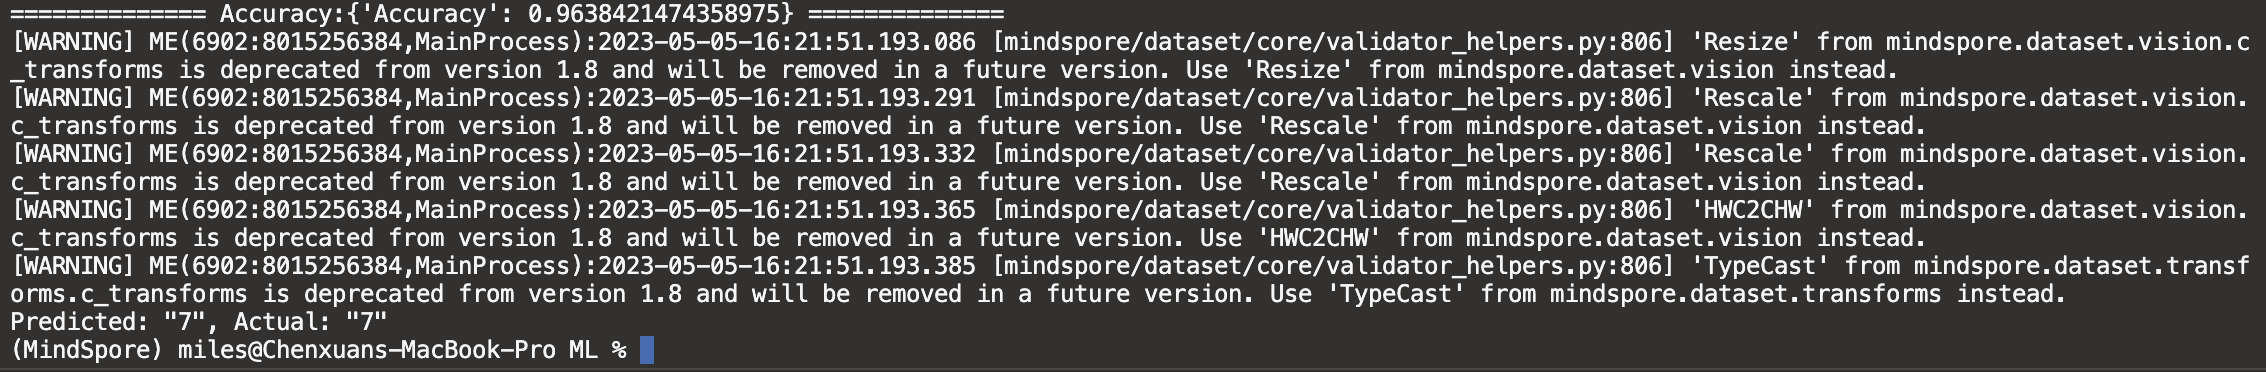 ============== Accuracy:{'Accuracy': 0.9638421474358975} ==============
[WARNING] ME(6902:8015256384,MainProcess):2023-05-05-16:21:51.193.086 [mindspore/dataset/core/validator_helpers.py:806] 'Resize' from mindspore.dataset.vision.c
_transforms is deprecated from version 1.8 and will be removed in a future version. Use 'Resize' from mindspore.dataset.vision instead.
[WARNING] ME(6902:8015256384,MainProcess):2023-05-05-16:21:51.193.291 [mindspore/dataset/core/validator_helpers.py:806] 'Rescale' from mindspore.dataset.vision.
c_transforms is deprecated from version 1.8 and will be removed in a future version. Use 'Rescale' from mindspore.dataset.vision instead.
[WARNING] ME(6902:8015256384,MainProcess):2023-05-05-16:21:51.193.332 [mindspore/dataset/core/validator_helpers.py:806] 'Rescale' from mindspore.dataset.vision.
c_transforms is deprecated from version 1.8 and will be removed in a future version. Use 'Rescale' from mindspore.dataset.vision instead.
[WARNING] ME(6902:8015256384,MainProcess):2023-05-05-16:21:51.193.365 [mindspore/dataset/core/validator_helpers.py:806] 'HWC2CHW' from mindspore.dataset.vision.
c_transforms is deprecated from version 1.8 and will be removed in a future version. Use 'HWC2CHW' from mindspore.dataset.vision instead.
[WARNING] ME(6902:8015256384,MainProcess):2023-05-05-16:21:51.193.385 [mindspore/dataset/core/validator_helpers.py:806] 'TypeCast' from mindspore.dataset.transf
orms.c_transforms is deprecated from version 1.8 and will be removed in a future version. Use 'TypeCast' from mindspore.dataset.transforms instead.
Predicted: "7", Actual: "7"
(MindSpore) miles@Chenxuans-MacBook-Pro ML %